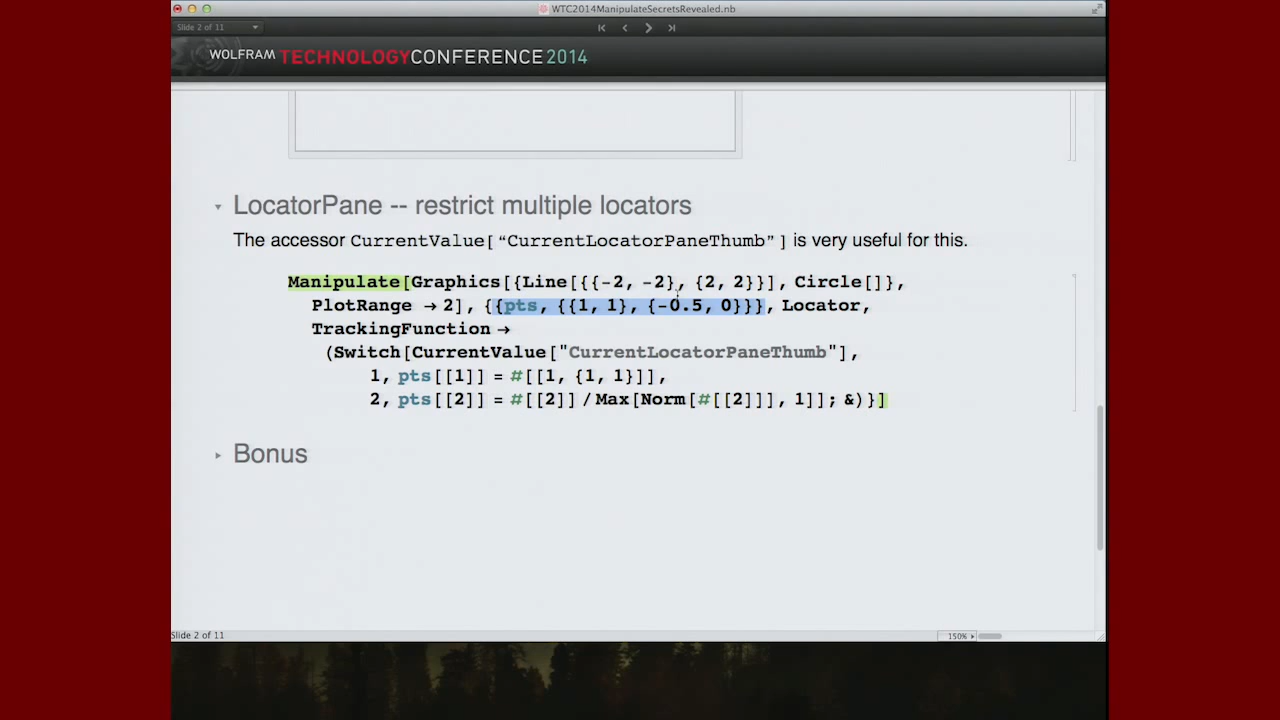 WTC2014ManipulateSecretsRevealed.nb
Slide 2 of 11
WOLFRAM TECHNOLOGYCONFERENCE2014
LocatorPane -- restrict multiple locators
The accessor CurrentValue["CurrentLocatorPaneThumb"] is very useful for this.
Manipulate[Graphics[{Line[{{-2, -2}, {2, 2}}], Circle[]},
PlotRange → 2], {{pts, {{1, 1}, {-0.5, 0}}}, Locator,
TrackingFunction →
(Switch[CurrentValue["CurrentLocatorPaneThumb"],
1, pts[[1]] = #[[1, {1, 1}]],
2, pts[[2]] = #[[2]] / Max[Norm[#[[2]]], 1]]; &)}]
Bonus
Slide 2 of 11
150%